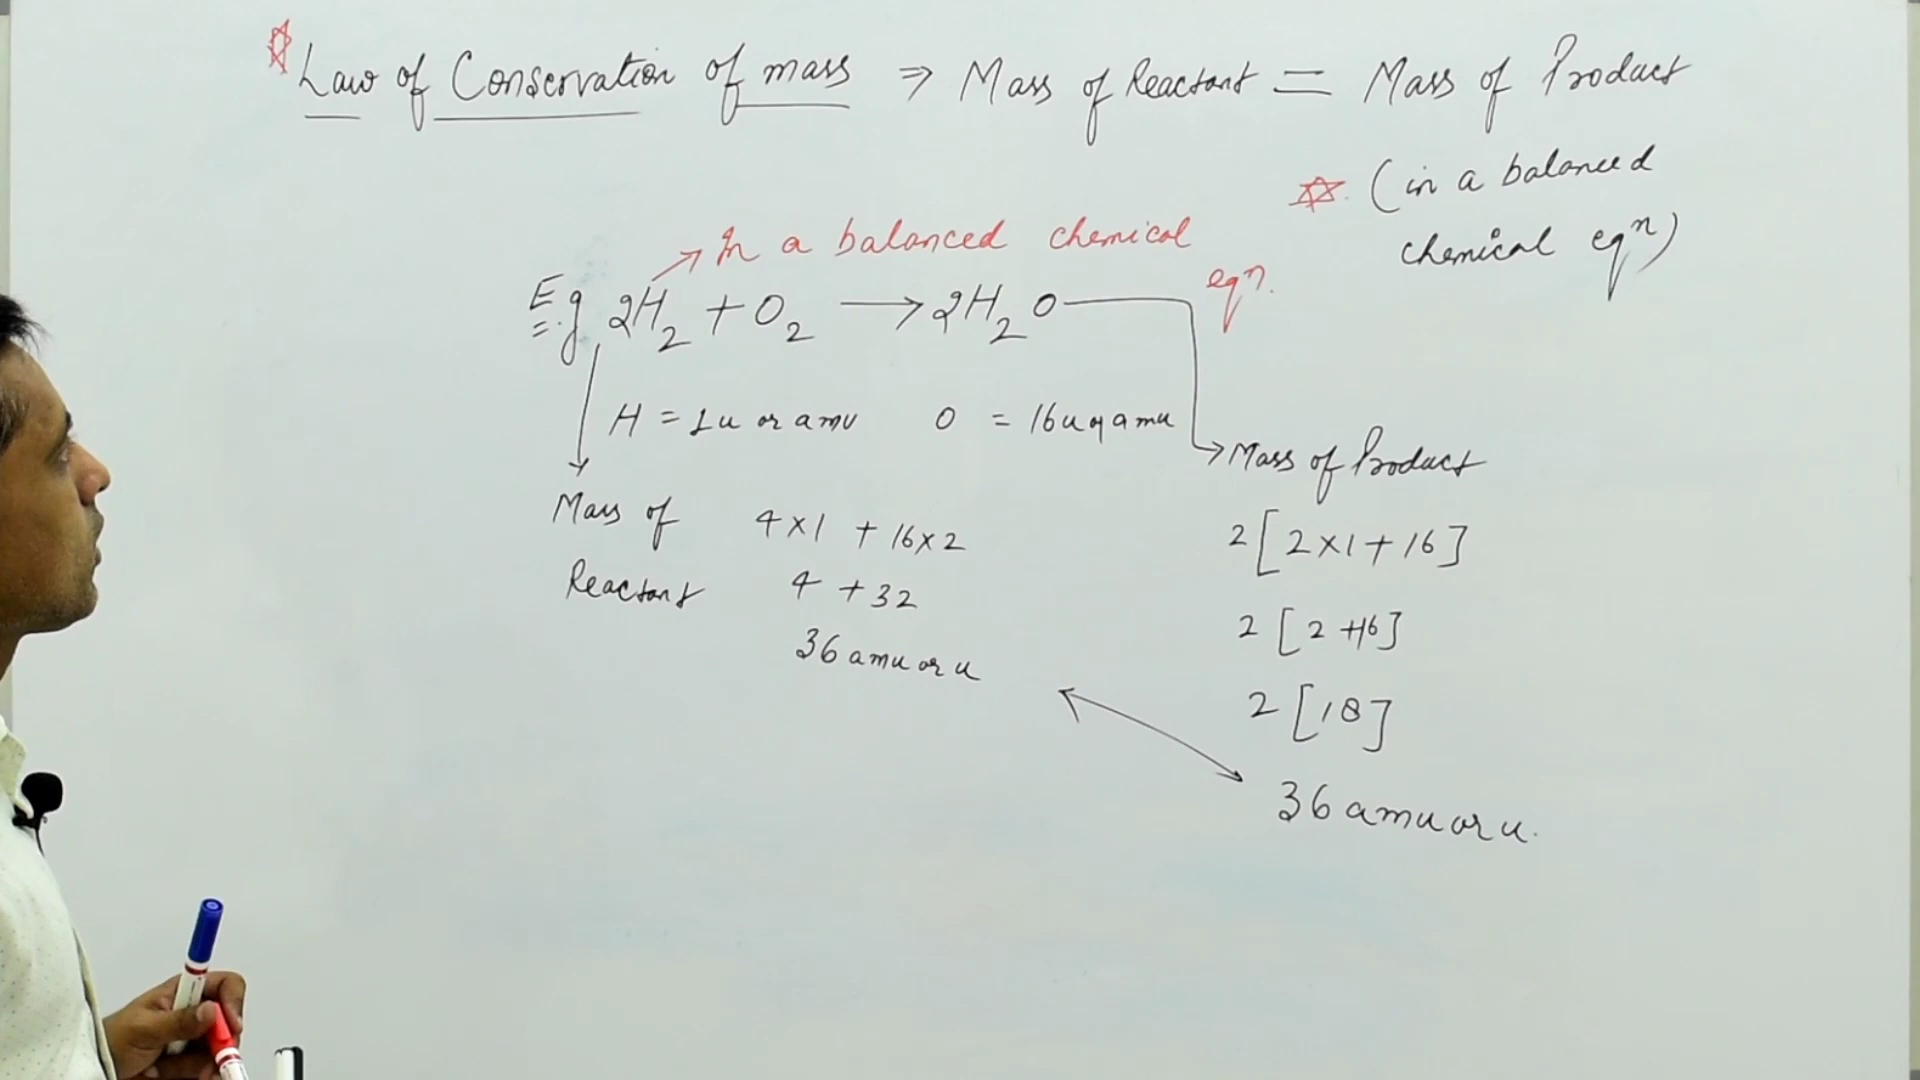 Law of Conservation of mass ⇒ Mass of Reactant = Mass of Product
(in a balanced
chemical eqⁿ)
→ In a balanced chemical
eqⁿ.
E.g 2H₂ + O₂ → 2H₂O
H = 1u or amu O = 16u or amu
Mass of Product
Mass of 4×1 + 16×2
Reactant 4 + 32
36 amu or u
2[2×1+16]
2[2+16]
2[18]
36 amu or u.